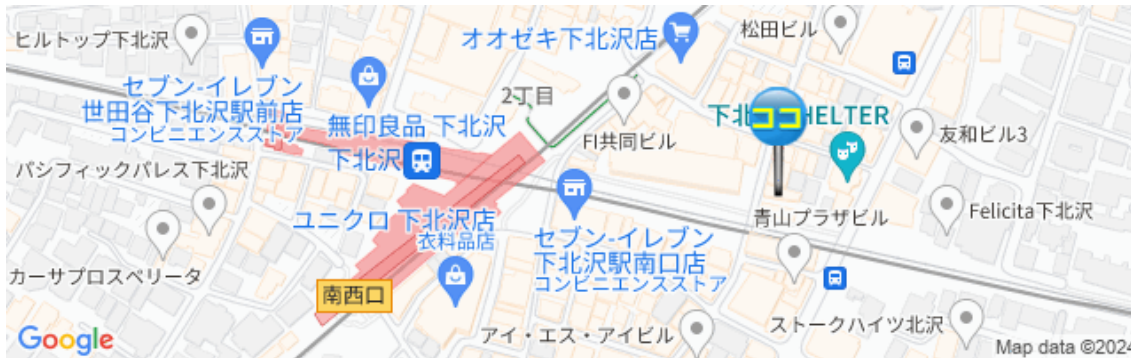 ヒルトップ下北沢
オオゼキ下北沢店
松田ビル
セブン-イレブン
世田谷下北沢駅前店
コンビニエンスストア
2丁目
無印良品 下北沢
下北沢
FI共同ビル
下北
ココ
HELTER
友和ビル3
パシフィックパレス下北沢
ユニクロ 下北沢店
衣料品店
セブン-イレブン
下北沢駅南口店
コンビニエンスストア
青山プラザビル
Felicita下北沢
カーサプロスペリータ
南西口
アイ・エス・アイビル
ストークハイツ北沢
Google
Map data ©2024